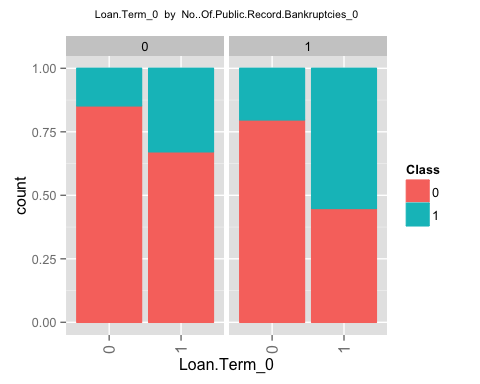 Loan.Term_0 by No..Of.Public.Record.Bankruptcies_0
0 1
1.00
0.75
0.50
0.25
0.00
count
0 1 0 1
Loan.Term_0
Class
0
1